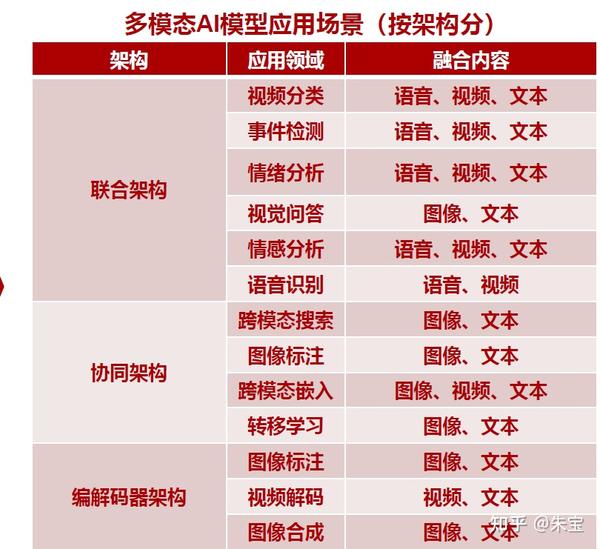 多模态AI模型应用场景（按架构分）
架构 应用领域 融合内容
联合架构 视频分类 语音、视频、文本
事件检测 语音、视频、文本
情绪分析 语音、视频、文本
视觉问答 图像、文本
情感分析 语音、视频、文本
语音识别 语音、视频
协同架构 跨模态搜索 图像、文本
图像标注 图像、文本
跨模态嵌入 图像、视频、文本
转移学习 图像、文本
编解码器架构 图像标注 图像、文本
视频解码 视频、文本
图像合成 图像、文本
知乎 @朱宝